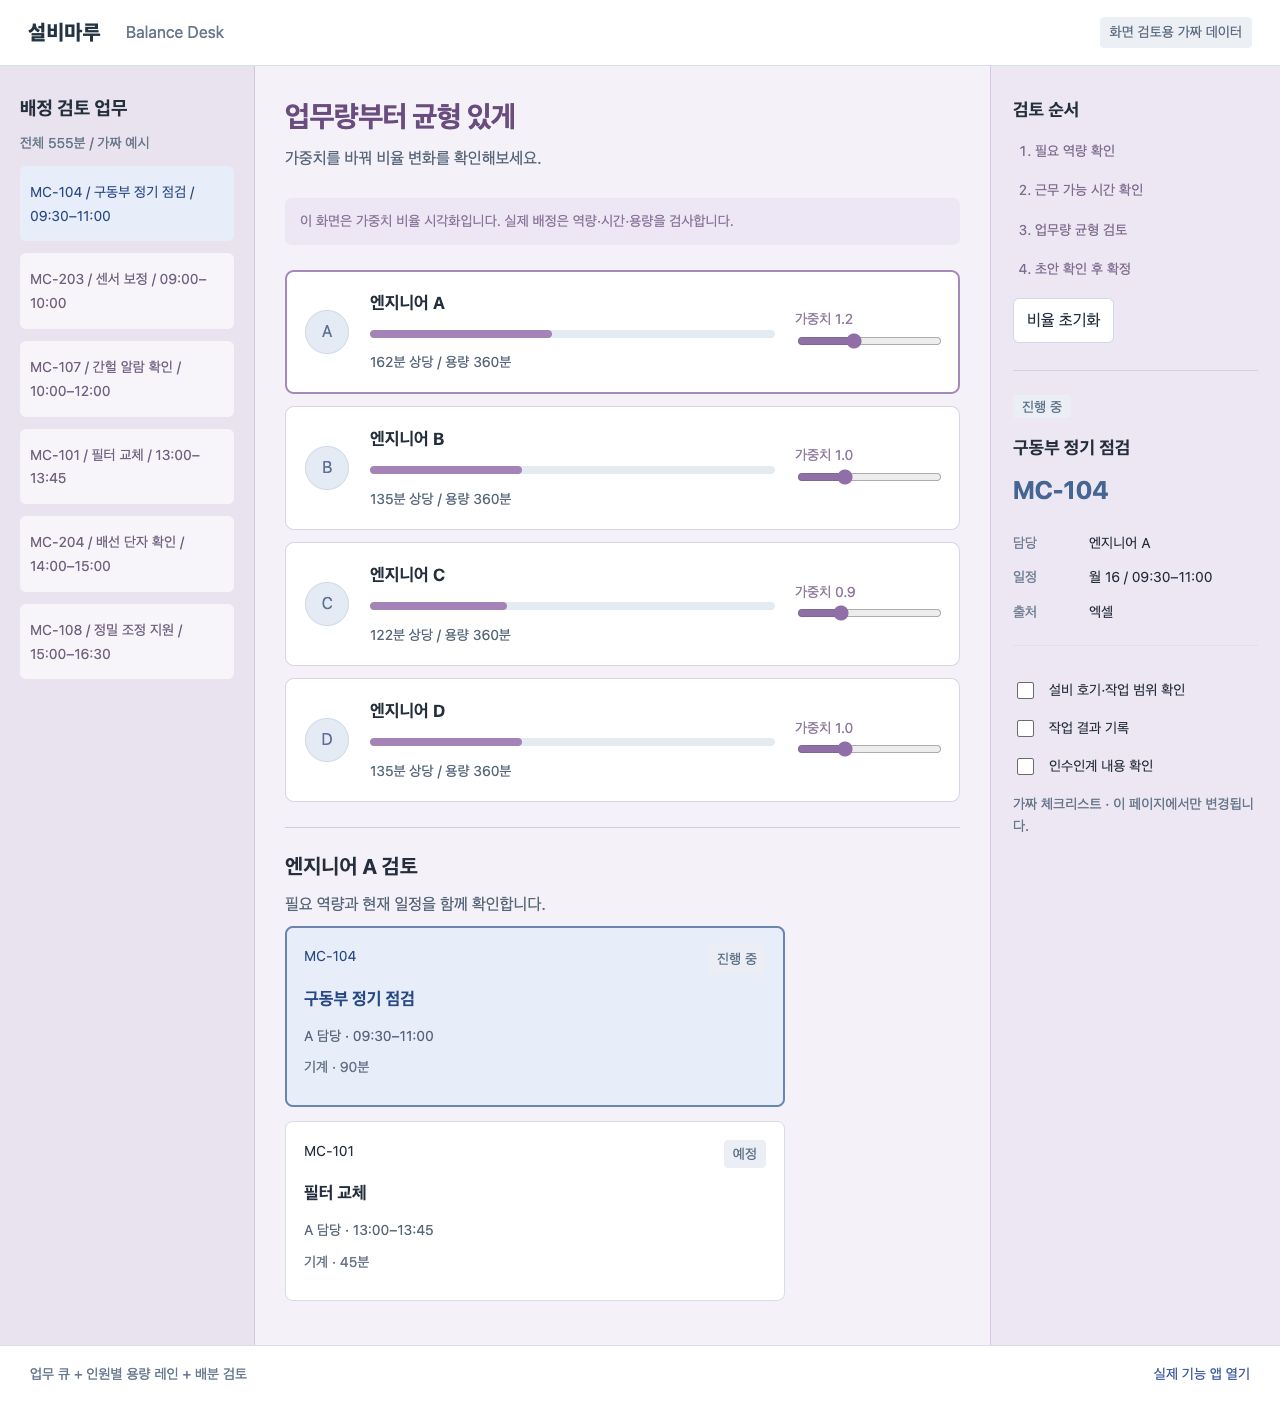 설비마루
Balance Desk
화면 검토용 가짜 데이터
배정 검토 업무
전체 555분 / 가짜 예시
MC-104 / 구동부 정기 점검 /
09:30–11:00
MC-203 / 센서 보정 / 09:00–
10:00
MC-107 / 간헐 알람 확인 /
10:00–12:00
MC-101 / 필터 교체 / 13:00–
13:45
MC-204 / 배선 단자 확인 /
14:00–15:00
MC-108 / 정밀 조정 지원 /
15:00–16:30
업무량부터 균형 있게
가중치를 바꿔 비율 변화를 확인해보세요.
이 화면은 가중치 비율 시각화입니다. 실제 배정은 역량·시간·용량을 검사합니다.
A
엔지니어 A
162분 상당 / 용량 360분
가중치 1.2
B
엔지니어 B
135분 상당 / 용량 360분
가중치 1.0
C
엔지니어 C
122분 상당 / 용량 360분
가중치 0.9
D
엔지니어 D
135분 상당 / 용량 360분
가중치 1.0
엔지니어 A 검토
필요 역량과 현재 일정을 함께 확인합니다.
MC-104
진행 중
구동부 정기 점검
A 담당 · 09:30–11:00
기계 · 90분
MC-101
예정
필터 교체
A 담당 · 13:00–13:45
기계 · 45분
검토 순서
1. 필요 역량 확인
2. 근무 가능 시간 확인
3. 업무량 균형 검토
4. 초안 확인 후 확정
비율 초기화
진행 중
구동부 정기 점검
MC-104
담당 엔지니어 A
일정 월 16 / 09:30–11:00
출처 엑셀
설비 호기·작업 범위 확인
작업 결과 기록
인수인계 내용 확인
가짜 체크리스트 · 이 페이지에서만 변경됩니
다.
업무 큐 + 인원별 용량 레인 + 배분 검토
실제 기능 앱 열기